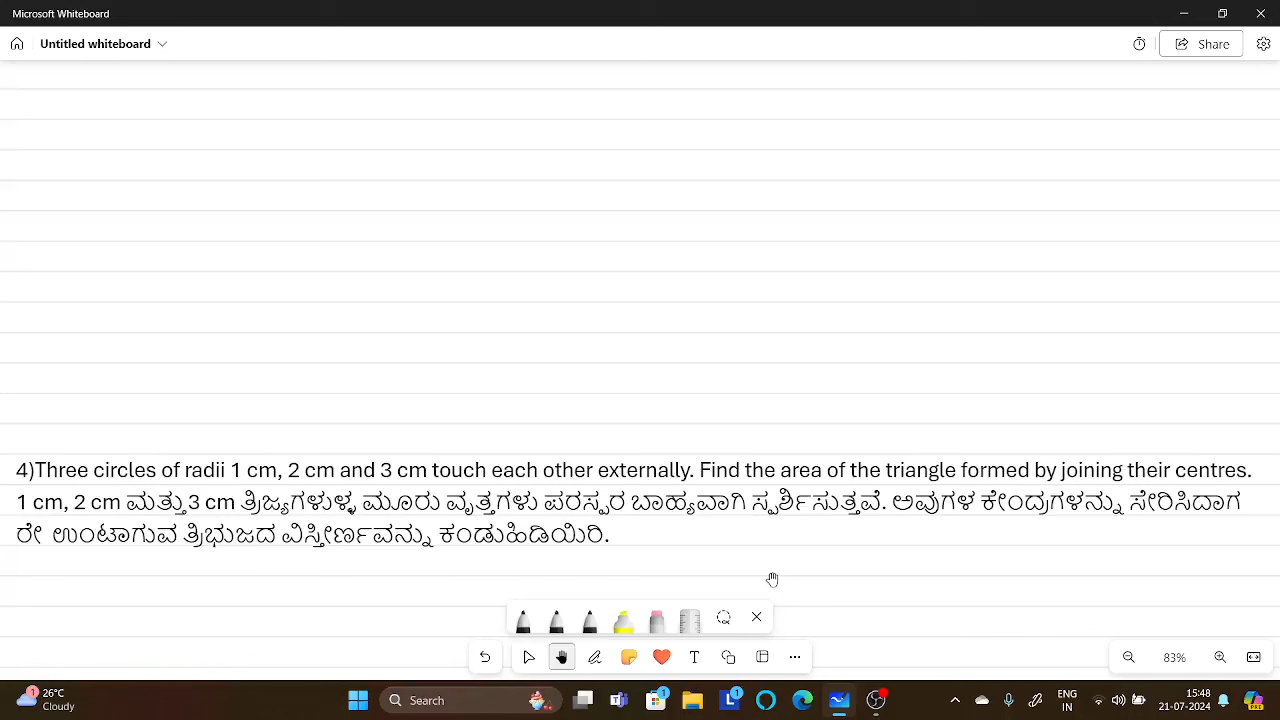 Microsoft Whiteboard
Untitled whiteboard
Share
4)Three circles of radii 1 cm, 2 cm and 3 cm touch each other externally. Find the area of the triangle formed by joining their centres.
1 cm, 2 cm ಮತ್ತು 3 cm ತ್ರಿಜ್ಯಗಳುಳ್ಳ ಮೂರು ವೃತ್ತಗಳು ಪರಸ್ಪರ ಬಾಹ್ಯವಾಗಿ ಸ್ಪರ್ಶಿಸುತ್ತವೆ. ಅವುಗಳ ಕೇಂದ್ರಗಳನ್ನು ಸೇರಿಸಿದಾಗ
ರೇ ಉಂಟಾಗುವ ತ್ರಿಭುಜದ ವಿಸ್ತೀರ್ಣವನ್ನು ಕಂಡುಹಿಡಿಯಿರಿ.
83%
1
26°C
Cloudy
Search
1
1
ENG
IN
15:48
21-07-2024